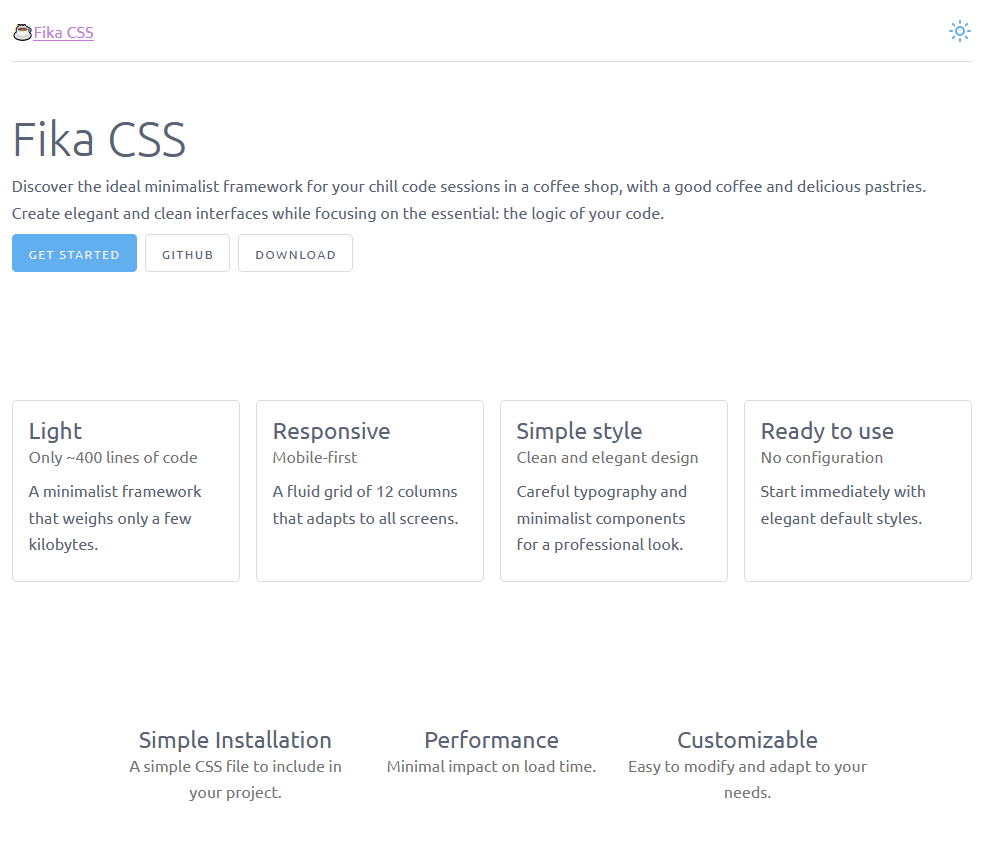 Fika CSS
Fika CSS
Discover the ideal minimalist framework for your chill code sessions in a coffee shop, with a good coffee and delicious pastries.
Create elegant and clean interfaces while focusing on the essential: the logic of your code.
GET STARTED GITHUB DOWNLOAD
Light
Only ~400 lines of code
A minimalist framework
that weighs only a few
kilobytes.
Responsive
Mobile-first
A fluid grid of 12 columns
that adapts to all screens.
Simple style
Clean and elegant design
Careful typography and
minimalist components
for a professional look.
Ready to use
No configuration
Start immediately with
elegant default styles.
Simple Installation
A simple CSS file to include in
your project.
Performance
Minimal impact on load time.
Customizable
Easy to modify and adapt to your
needs.